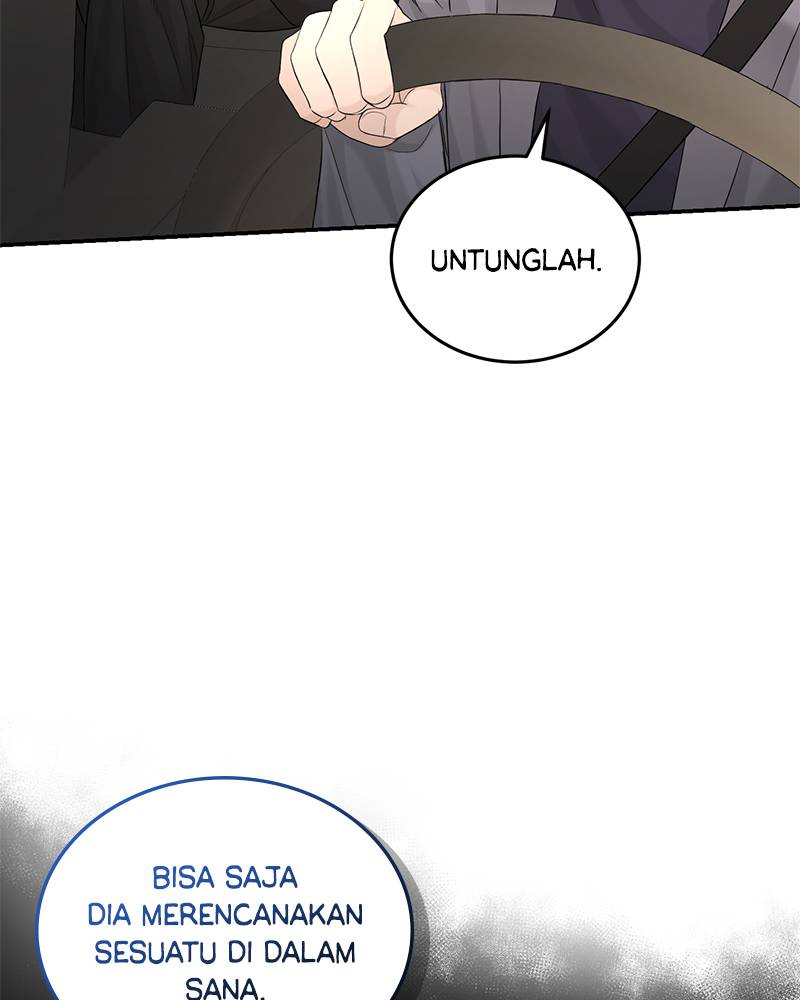 UNTUNGLAH.
BISA SAJA
DIA MERENCANAKAN
SESUATU DI DALAM
SANA.